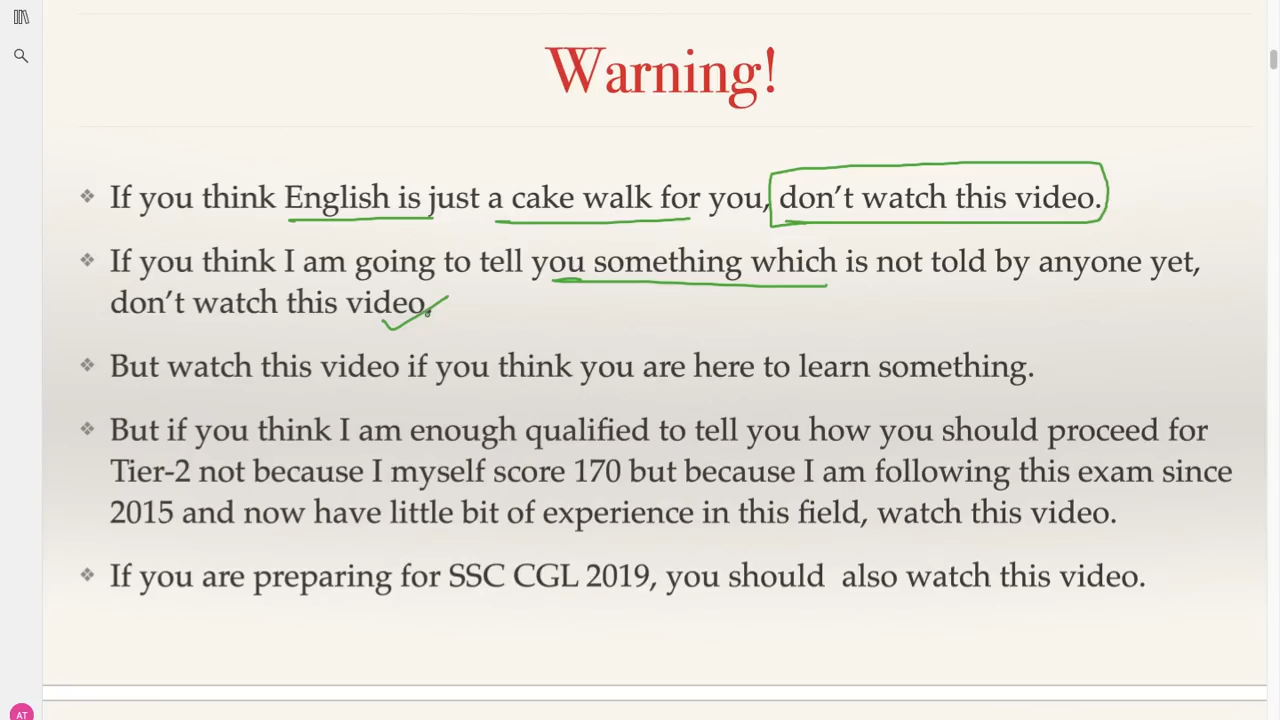 Warning!
❖ If you think English is just a cake walk for you, don’t watch this video.
❖ If you think I am going to tell you something which is not told by anyone yet,
don’t watch this video.
❖ But watch this video if you think you are here to learn something.
❖ But if you think I am enough qualified to tell you how you should proceed for
Tier-2 not because I myself score 170 but because I am following this exam since
2015 and now have little bit of experience in this field, watch this video.
❖ If you are preparing for SSC CGL 2019, you should also watch this video.
AT